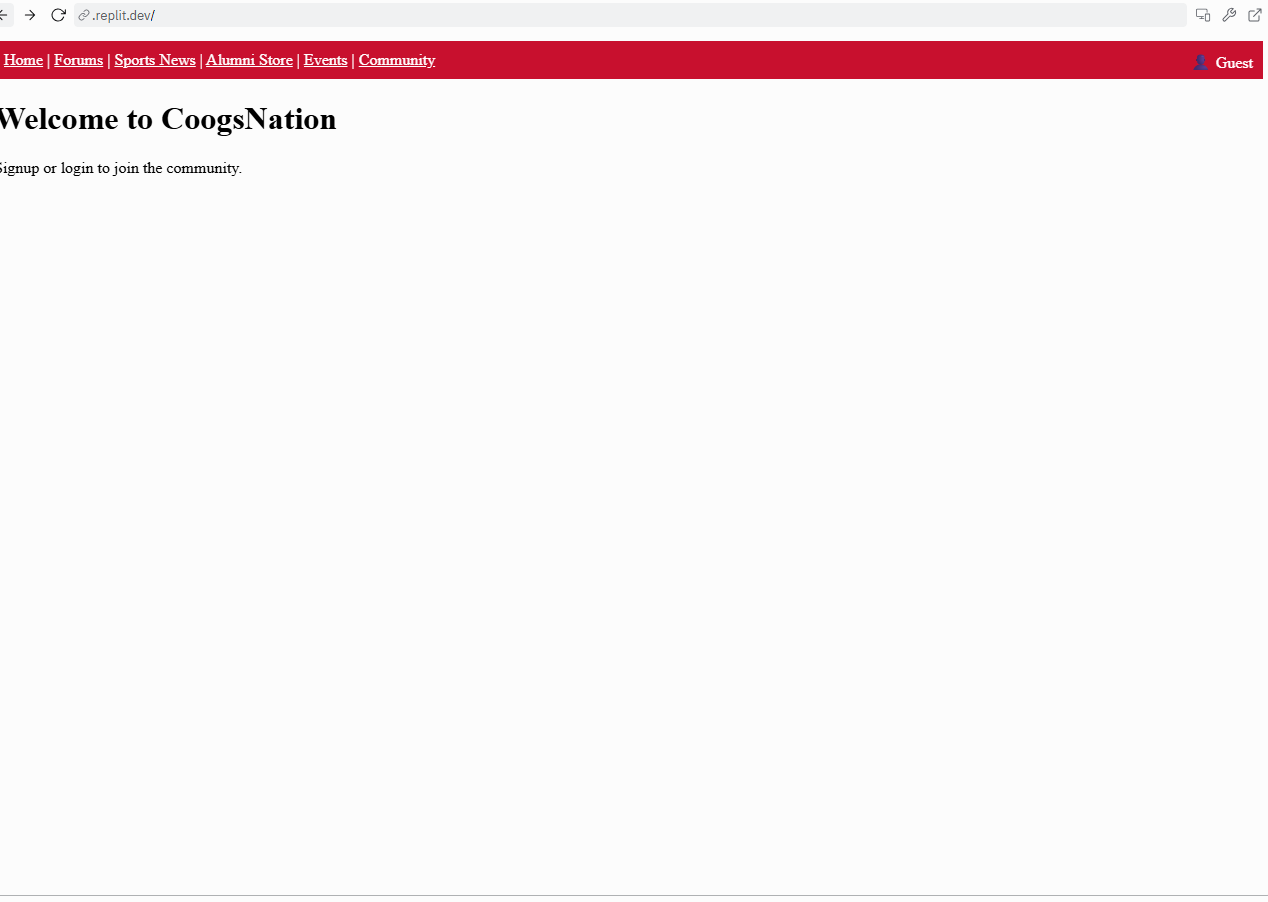 .replit.dev/
Home | Forums | Sports News | Alumni Store | Events | Community
Guest
Welcome to CoogsNation
Signup or login to join the community.